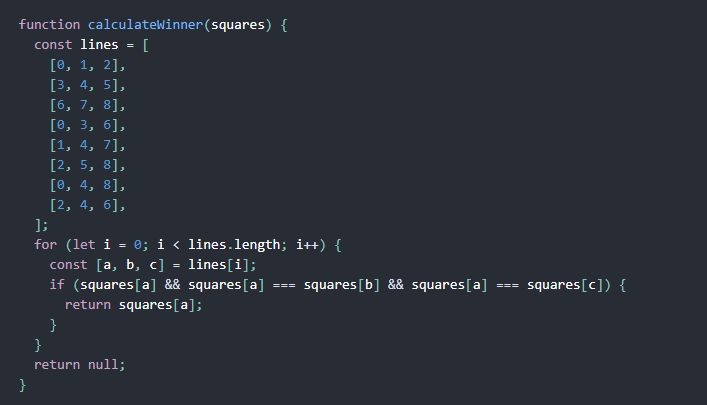 function calculateWinner(squares) {
  const lines = [
    [0, 1, 2],
    [3, 4, 5],
    [6, 7, 8],
    [0, 3, 6],
    [1, 4, 7],
    [2, 5, 8],
    [0, 4, 8],
    [2, 4, 6],
  ];
  for (let i = 0; i < lines.length; i++) {
    const [a, b, c] = lines[i];
    if (squares[a] && squares[a] === squares[b] && squares[a] === squares[c]) {
      return squares[a];
    }
  }
  return null;
}